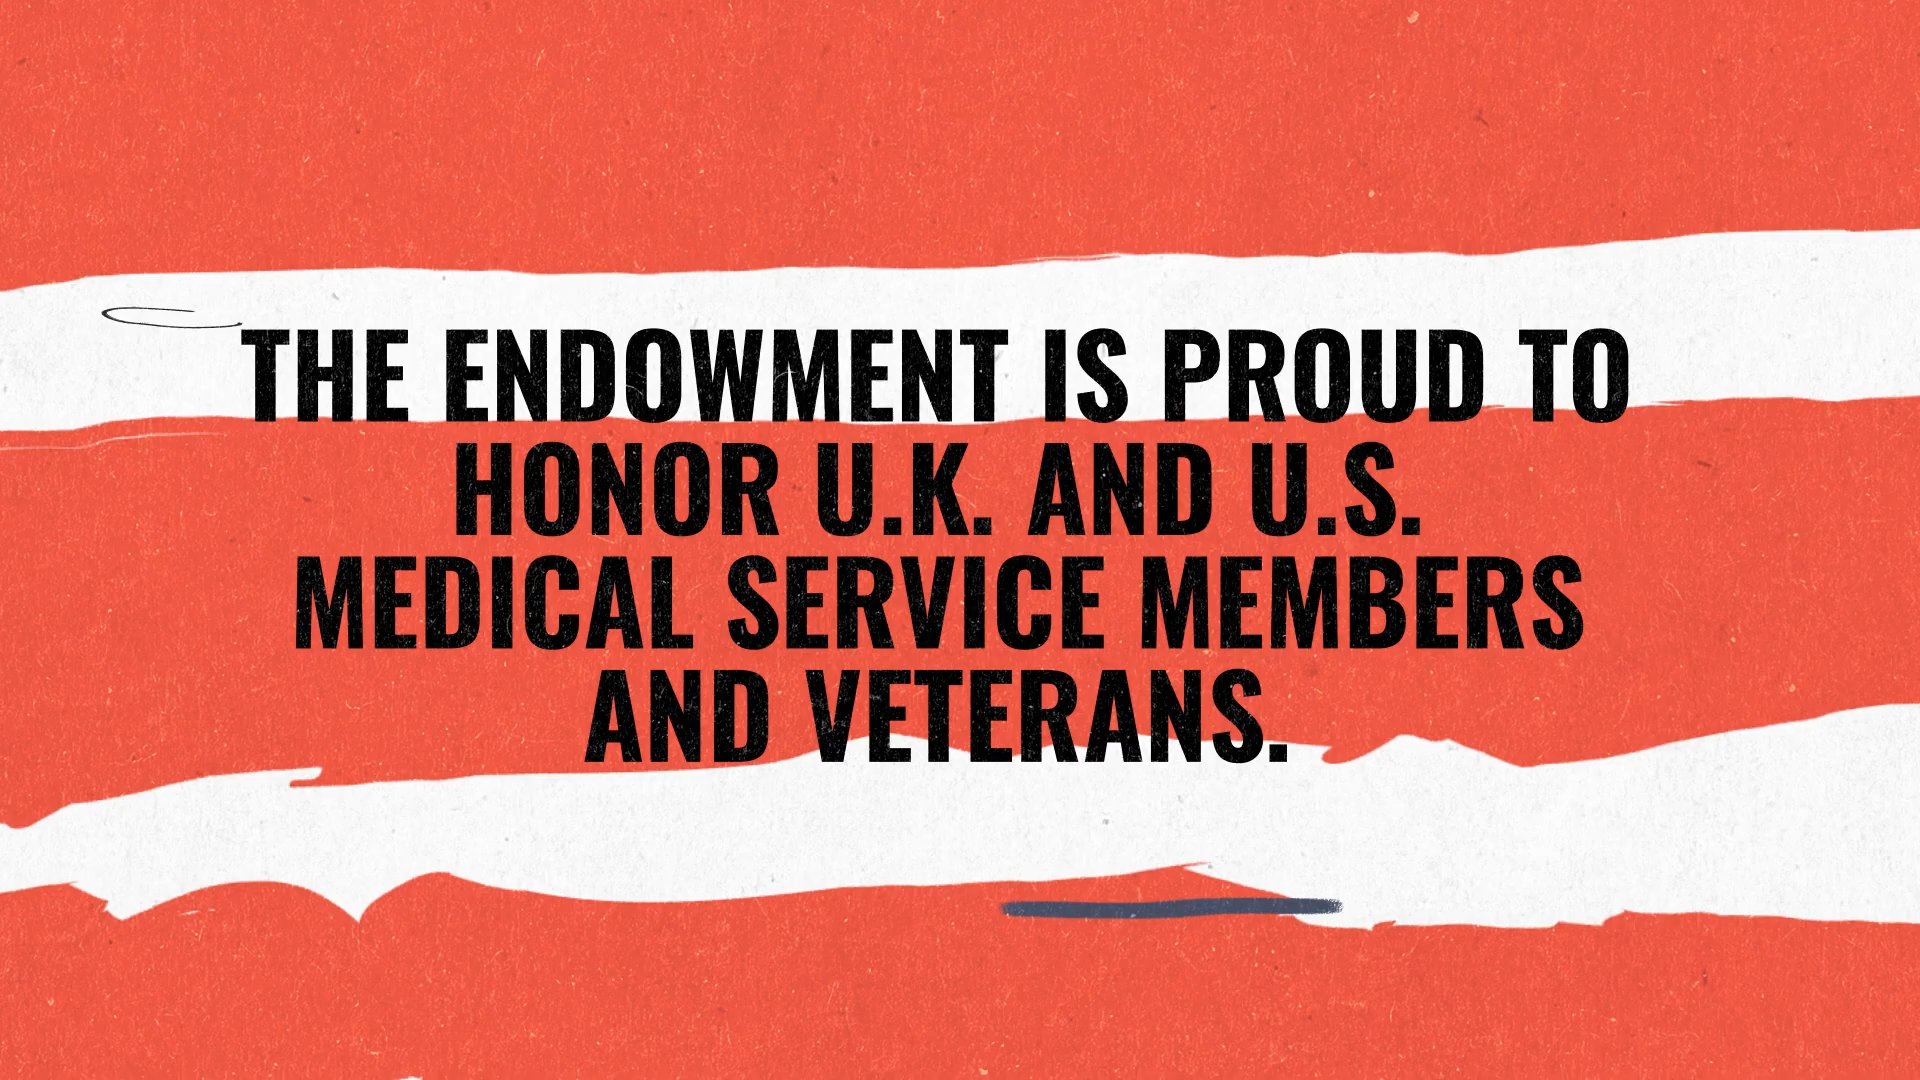 THE ENDOWMENT IS PROUD TO
HONOR U.K. AND U.S.
MEDICAL SERVICE MEMBERS
AND VETERANS.